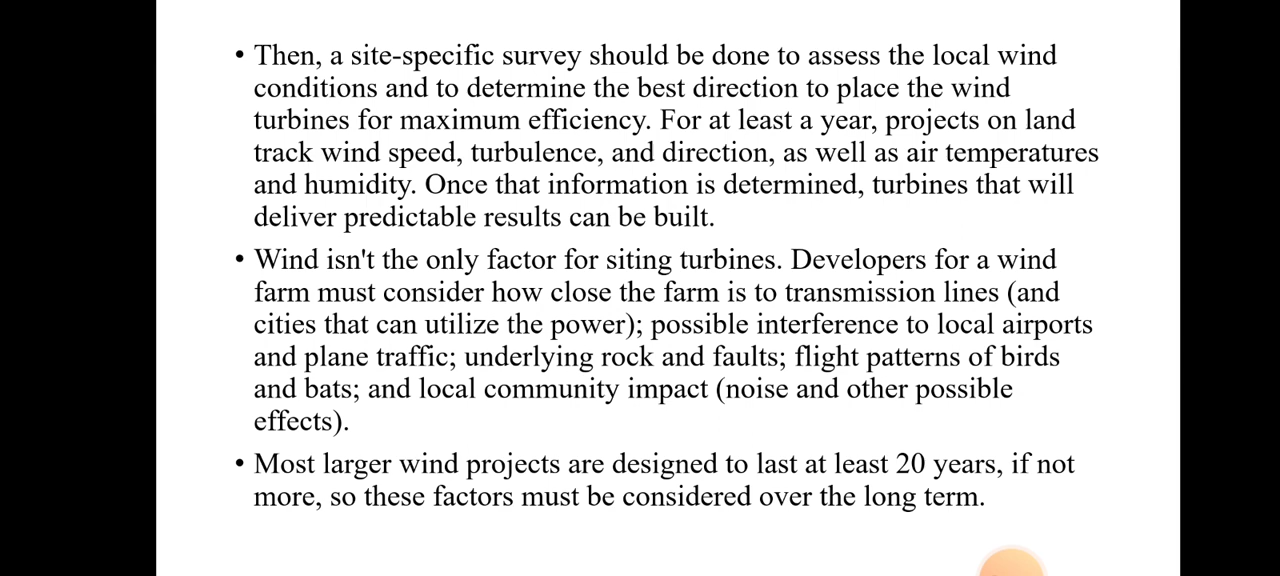 • Then, a site-specific survey should be done to assess the local wind
conditions and to determine the best direction to place the wind
turbines for maximum efficiency. For at least a year, projects on land
track wind speed, turbulence, and direction, as well as air temperatures
and humidity. Once that information is determined, turbines that will
deliver predictable results can be built.
• Wind isn't the only factor for siting turbines. Developers for a wind
farm must consider how close the farm is to transmission lines (and
cities that can utilize the power); possible interference to local airports
and plane traffic; underlying rock and faults; flight patterns of birds
and bats; and local community impact (noise and other possible
effects).
• Most larger wind projects are designed to last at least 20 years, if not
more, so these factors must be considered over the long term.